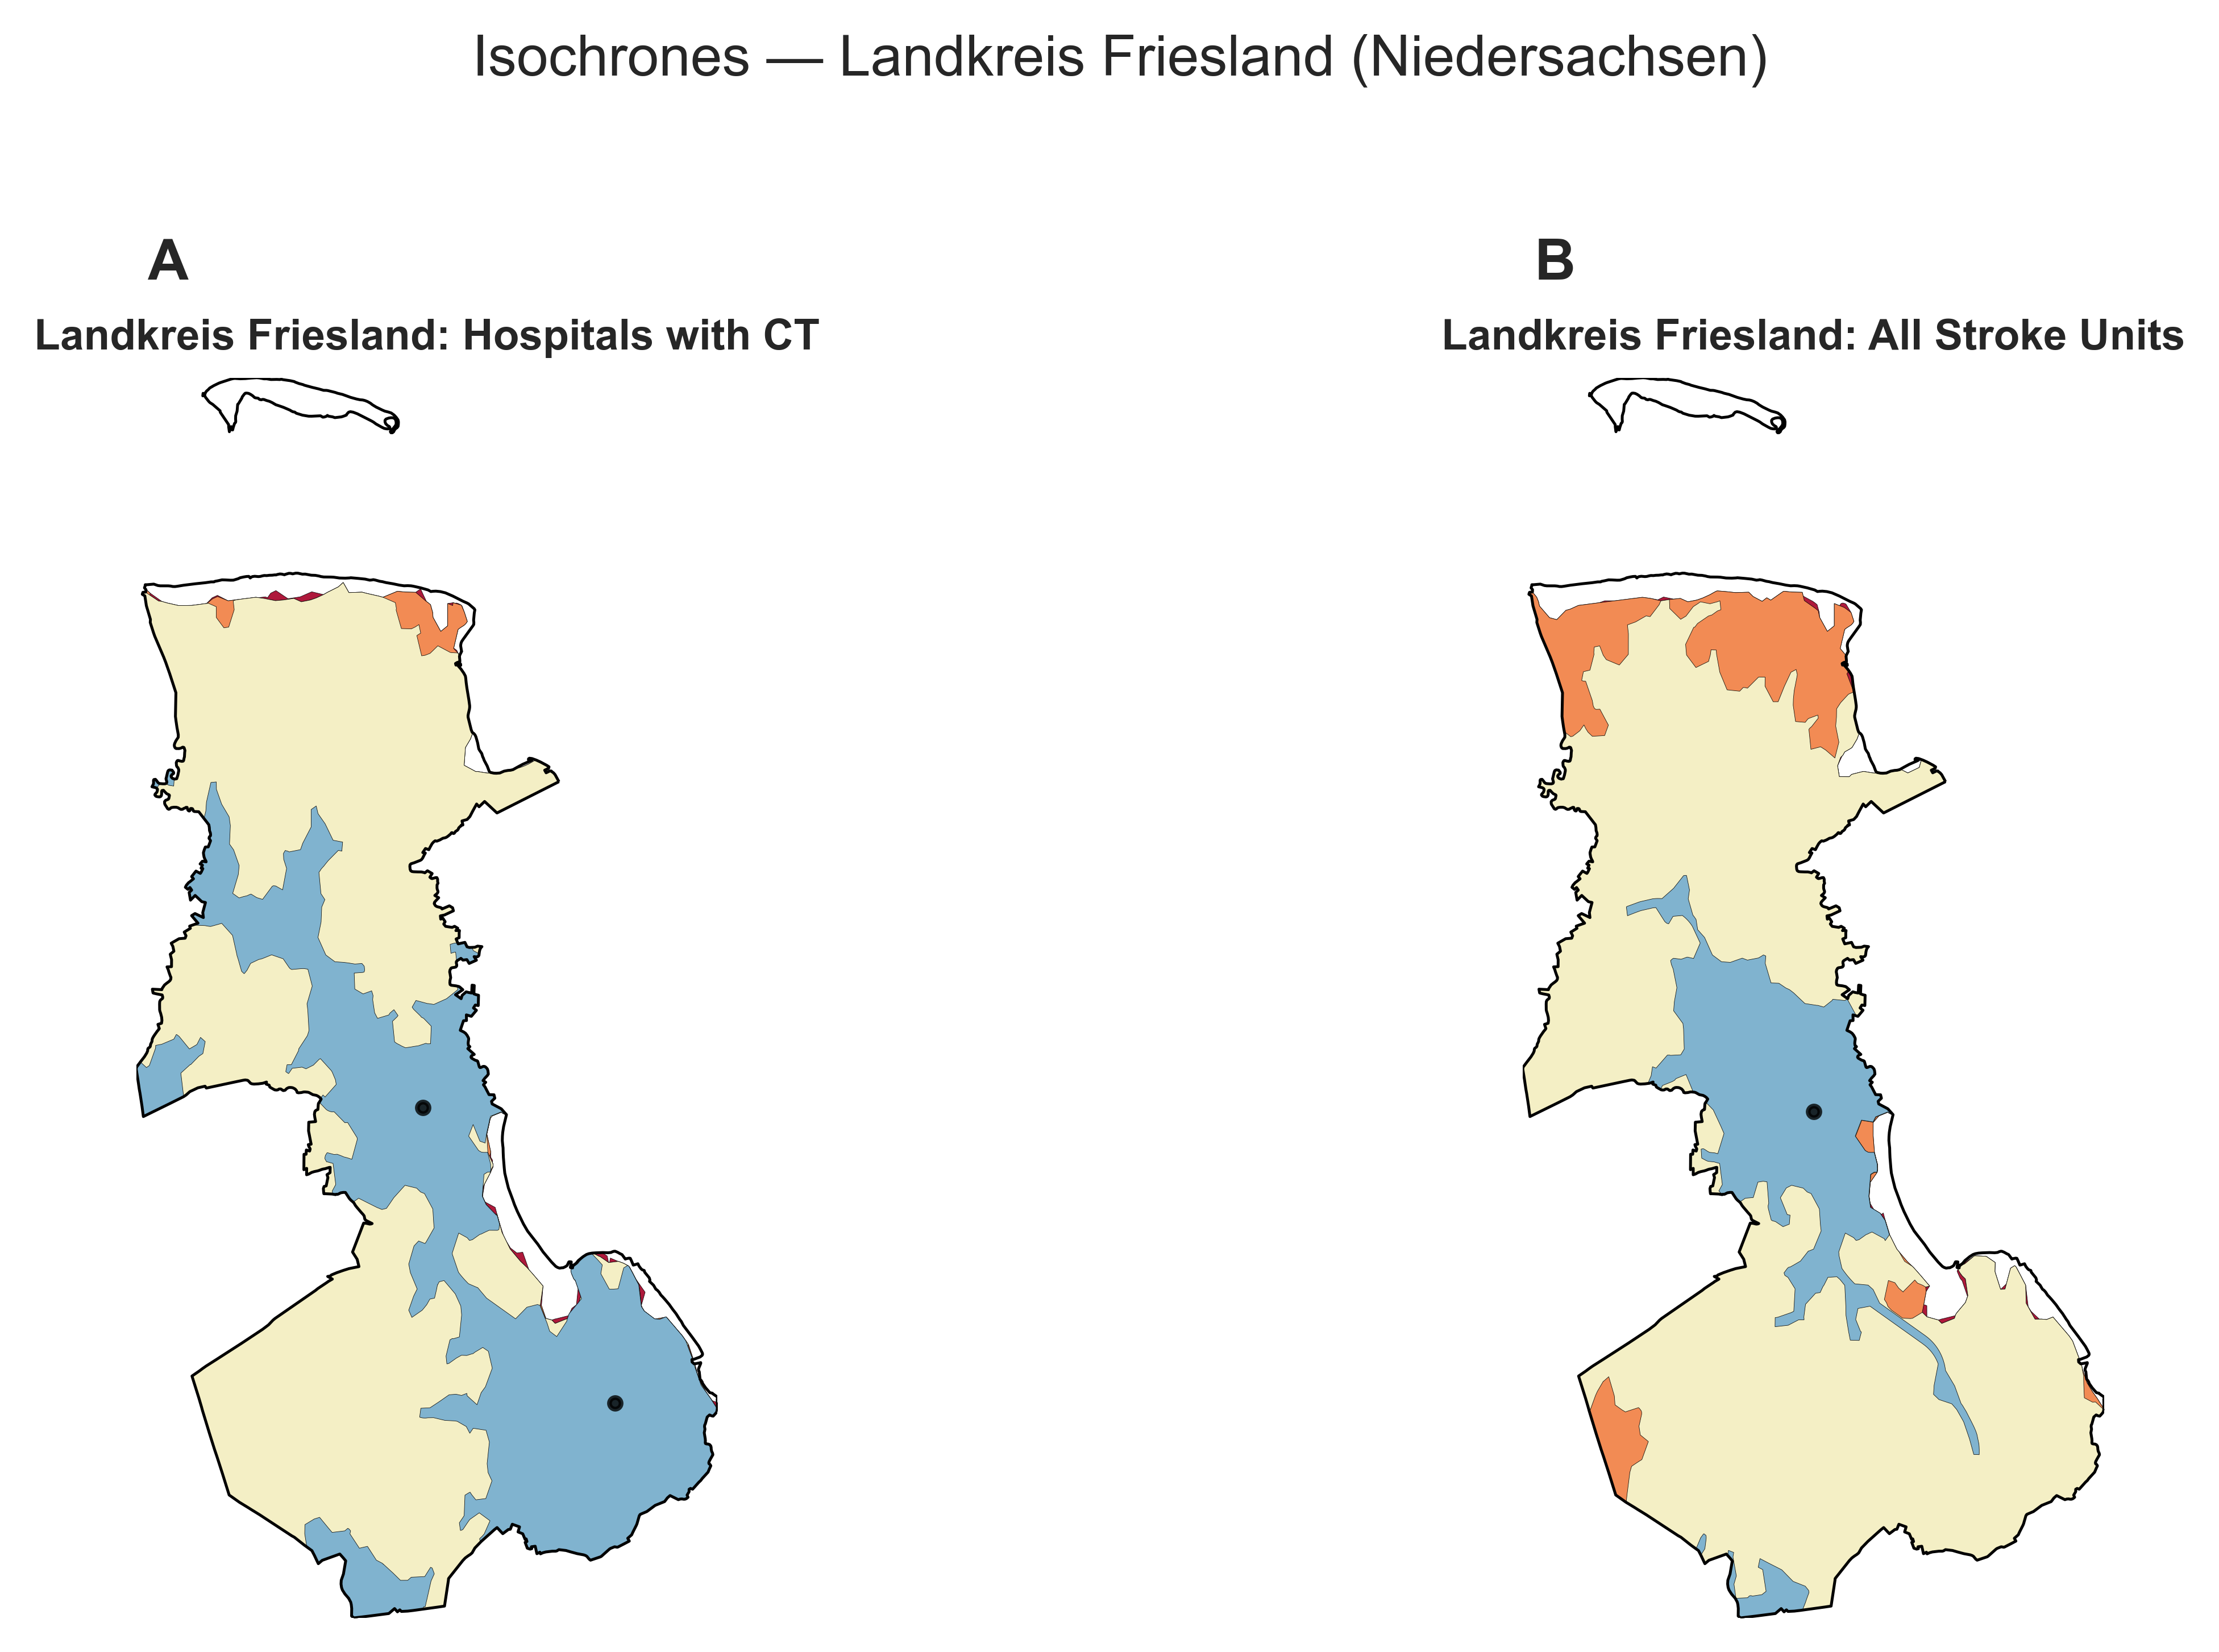 Isochrones — Landkreis Friesland (Niedersachsen)
A
Landkreis Friesland: Hospitals with CT
B
Landkreis Friesland: All Stroke Units